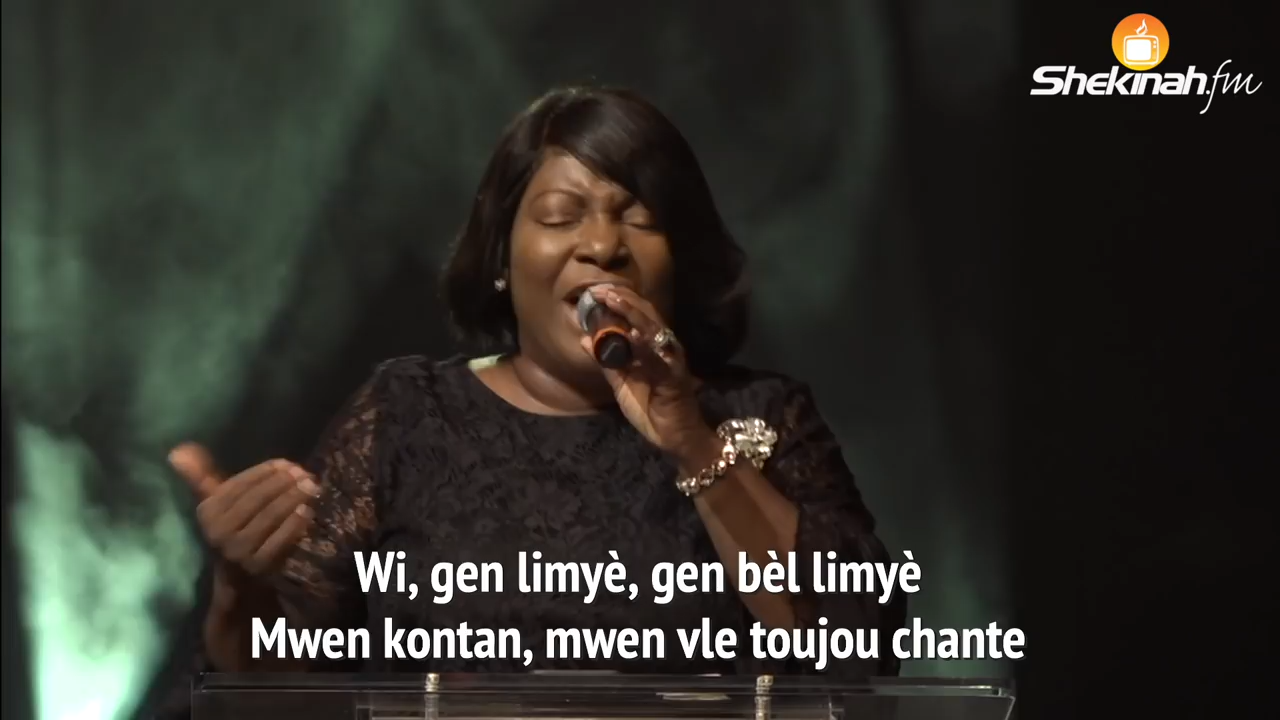 Shekinah.fm
Wi, gen limyè, gen bèl limyè
Mwen kontan, mwen vle toujou chante